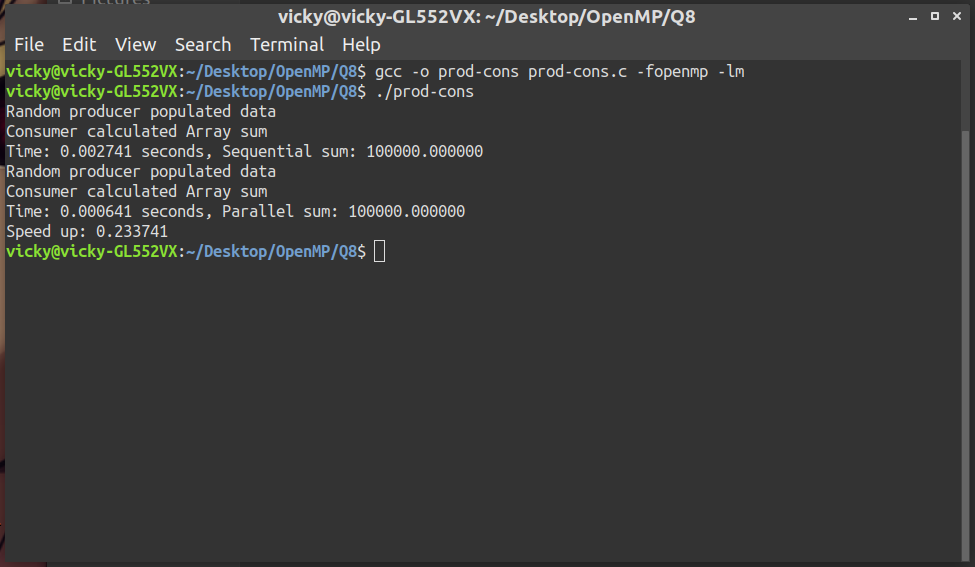 Pictures
vicky@vicky-GL552VX: ~/Desktop/OpenMP/Q8
File Edit View Search Terminal Help
vicky@vicky-GL552VX:~/Desktop/OpenMP/Q8$ gcc -o prod-cons prod-cons.c -fopenmp -lm
vicky@vicky-GL552VX:~/Desktop/OpenMP/Q8$ ./prod-cons
Random producer populated data
Consumer calculated Array sum
Time: 0.002741 seconds, Sequential sum: 100000.000000
Random producer populated data
Consumer calculated Array sum
Time: 0.000641 seconds, Parallel sum: 100000.000000
Speed up: 0.233741
vicky@vicky-GL552VX:~/Desktop/OpenMP/Q8$